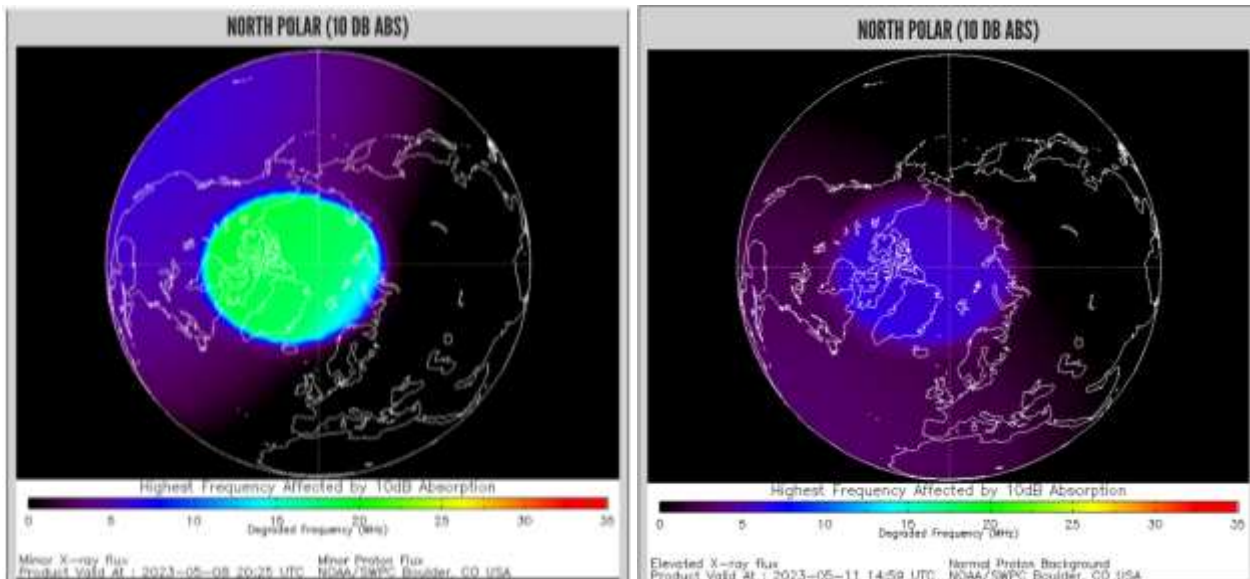 NORTH POLAR (10 DB ABS)
Highest Frequency Affected by 10dB Absorption
0 5 10 15 20 25 30 35
Degraded Frequency (MHz)
Minor X-ray flux Minor Proton Flux
Product Valid At : 2023-05-08 20:25 UTC NOAA/SWPC Boulder, CO USA
NORTH POLAR (10 DB ABS)
Highest Frequency Affected by 10dB Absorption
0 5 10 15 20 25 30 35
Degraded Frequency (MHz)
Elevated X-ray flux Normal Proton Background
Product Valid At : 2023-05-11 14:59 UTC NOAA/SWPC Boulder, CO USA